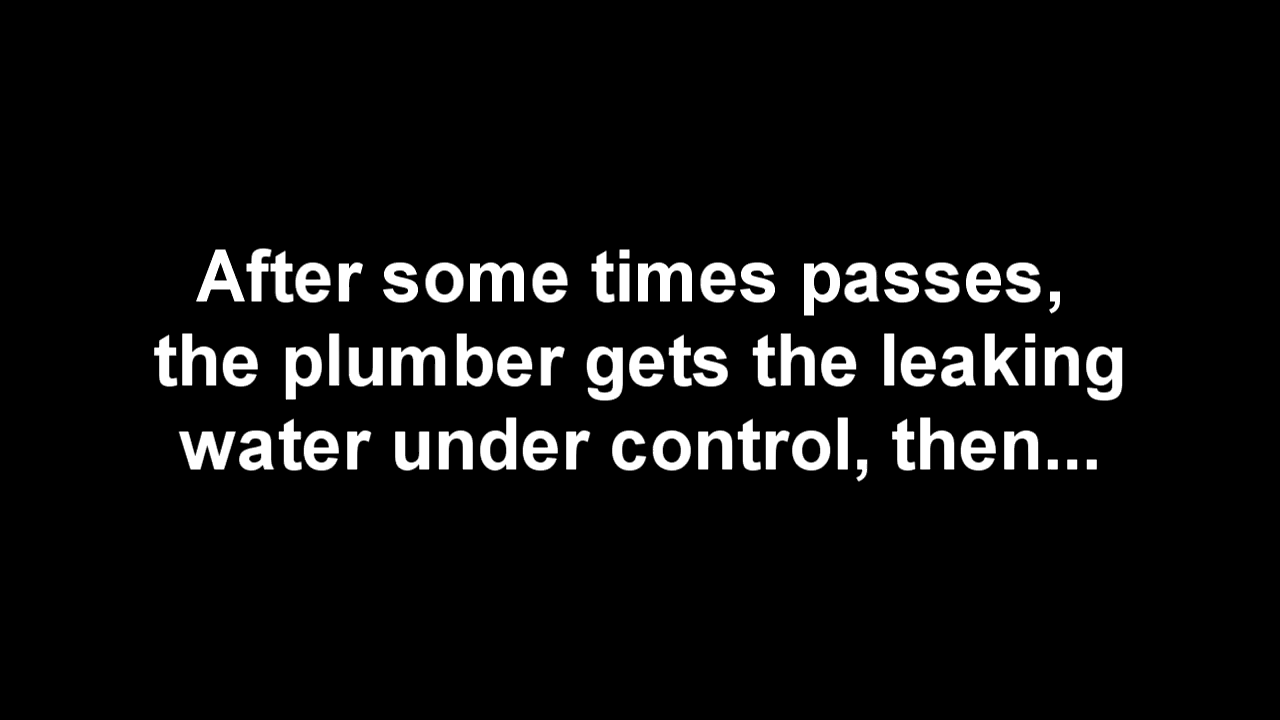 After some times passes,
the plumber gets the leaking
water under control, then...